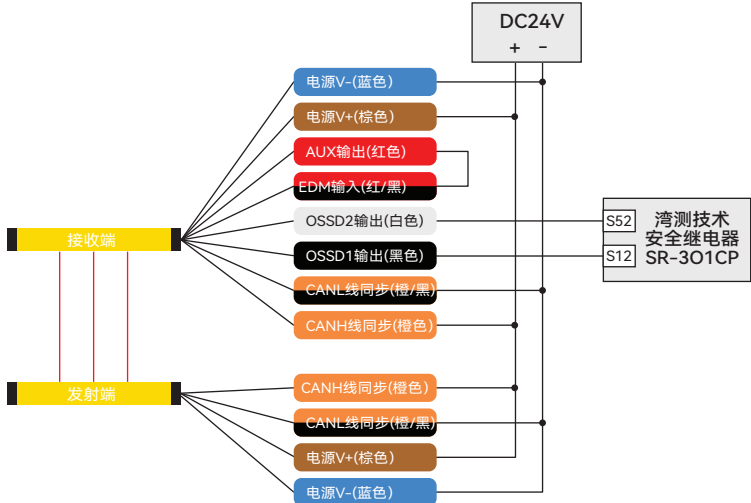 DC24V
+ -
电源V-(蓝色)
电源V+(棕色)
AUX输出(红色)
EDM输入(红/黑)
OSSD2输出(白色)
OSSD1输出(黑色)
CANL线同步(橙/黑)
CANH线同步(橙色)
接收端
S52
S12
湾测技术
安全继电器
SR-301CP
发射端
CANH线同步(橙色)
CANL线同步(橙/黑)
电源V+(棕色)
电源V-(蓝色)